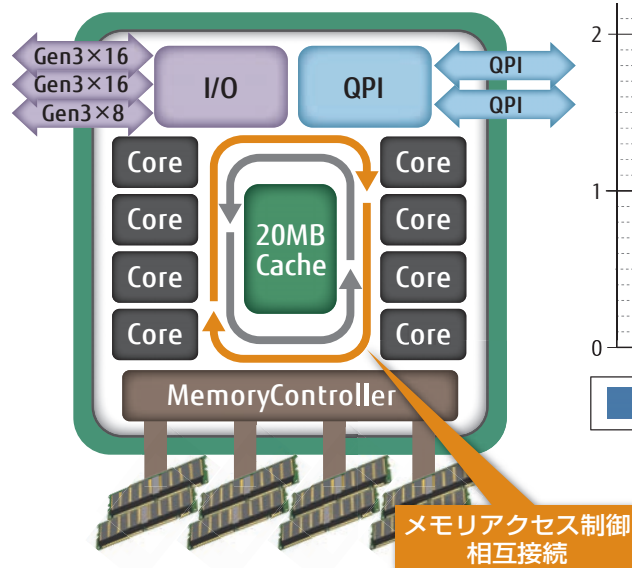 Gen3×16
Gen3×16
Gen3×8
I/O
QPI
QPI
QPI
Core
Core
Core
Core
20MB
Cache
Core
Core
Core
Core
MemoryController
メモリアクセス制御
相互接続
2
1
0